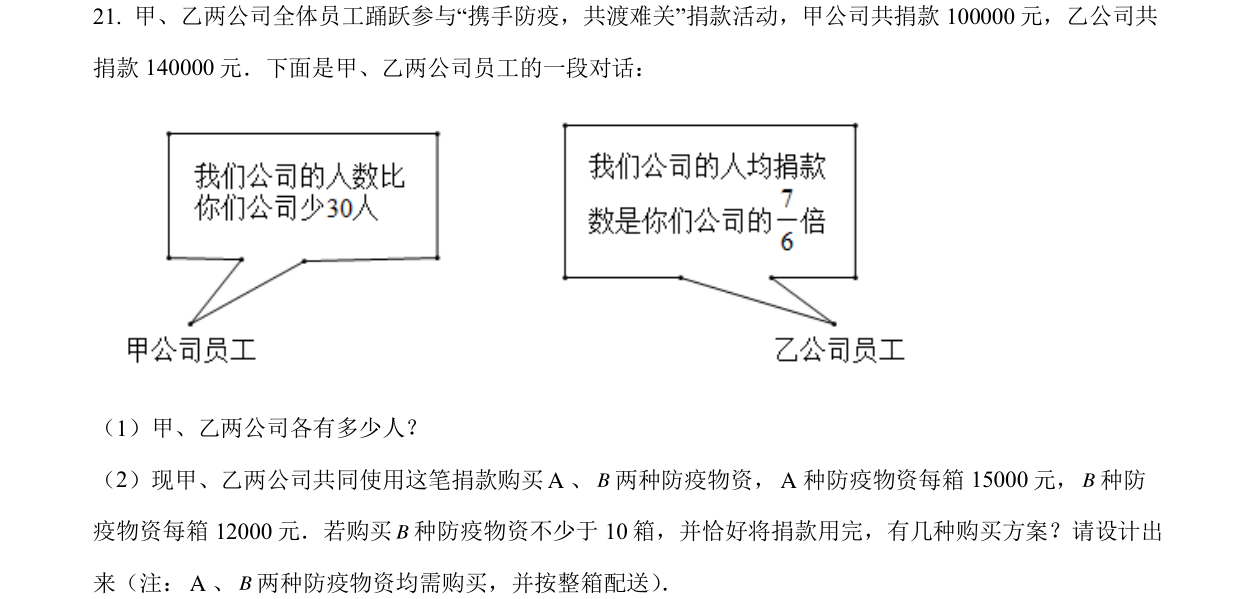 21. 甲、乙两公司全体员工踊跃参与“携手防疫，共渡难关”捐款活动，甲公司共捐款 100000 元，乙公司共
捐款 140000 元．下面是甲、乙两公司员工的一段对话：
我们公司的人数比
你们公司少30人
甲公司员工
我们公司的人均捐款
数是你们公司的7/6倍
乙公司员工
（1）甲、乙两公司各有多少人？
（2）现甲、乙两公司共同使用这笔捐款购买 A 、 B 两种防疫物资， A 种防疫物资每箱 15000 元， B 种防
疫物资每箱 12000 元．若购买 B 种防疫物资不少于 10 箱，并恰好将捐款用完，有几种购买方案？请设计出
来（注： A 、 B 两种防疫物资均需购买，并按整箱配送）．